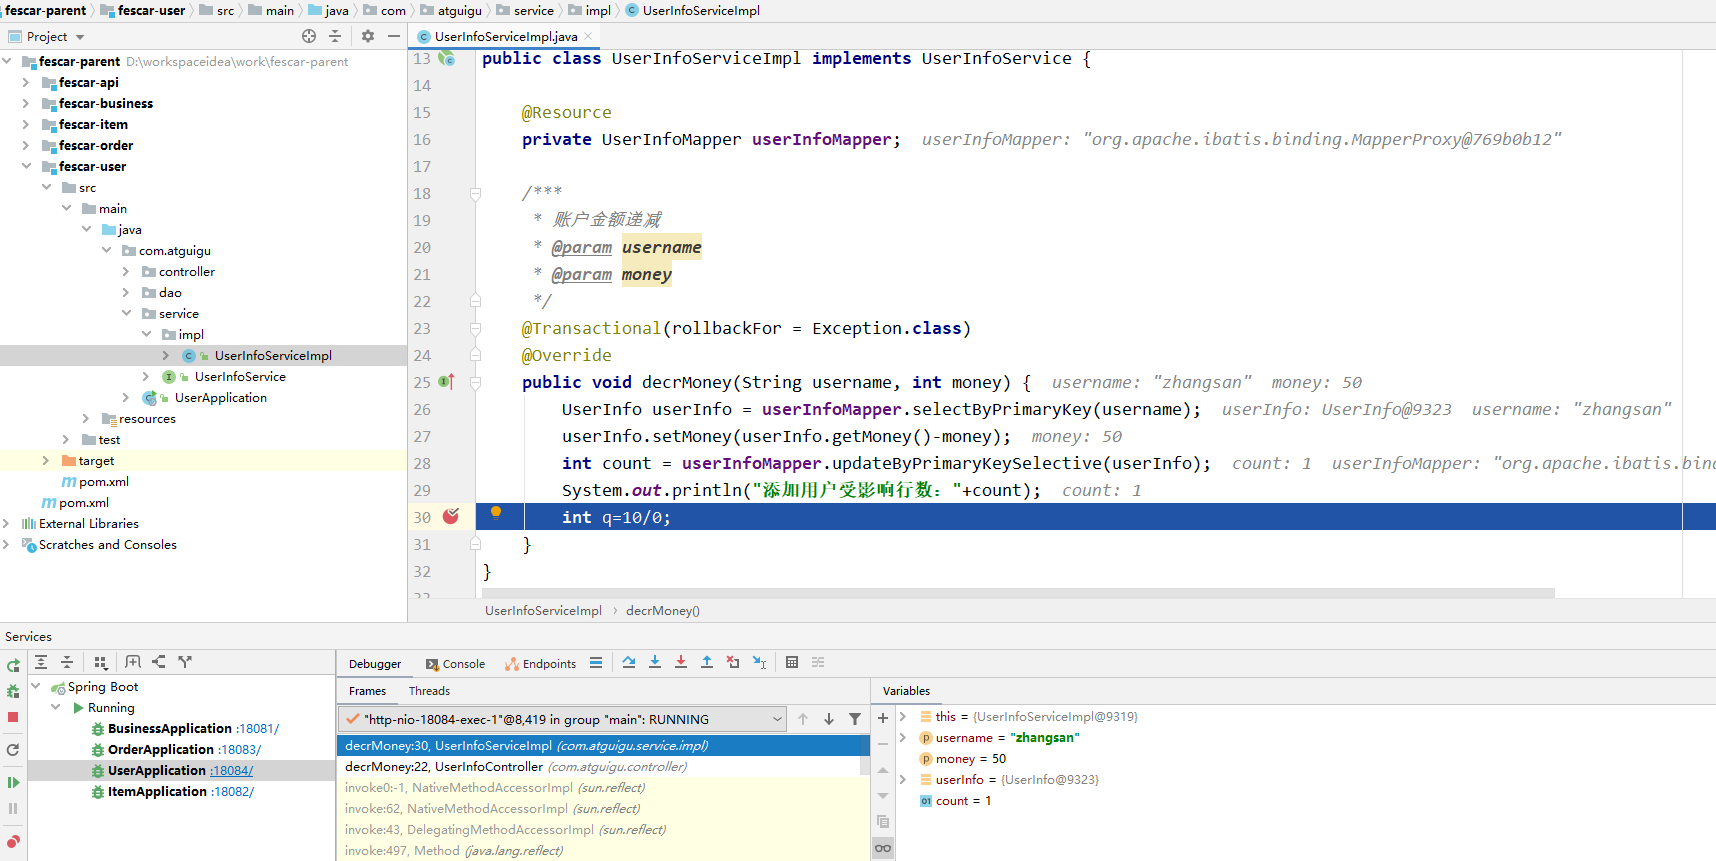 fescar-parent fescar-user src main java com atguigu service impl UserInfoServiceImpl
Project
UserInfoServiceImpl.java
fescar-parent D:\workspaceidea\work\fescar-parent
fescar-api
fescar-business
fescar-item
fescar-order
fescar-user
src
main
java
com.atguigu
controller
dao
service
impl
UserInfoServiceImpl
UserInfoService
UserApplication
resources
test
target
pom.xml
pom.xml
External Libraries
Scratches and Consoles
13 public class UserInfoServiceImpl implements UserInfoService {
14
15 @Resource
16 private UserInfoMapper userInfoMapper; userInfoMapper: "org.apache.ibatis.binding.MapperProxy@769b0b12"
17
18 /***
19 * 账户金额递减
20 * @param username
21 * @param money
22 */
23 @Transactional(rollbackFor = Exception.class)
24 @Override
25 public void decrMoney(String username, int money) { username: "zhangsan" money: 50
26 UserInfo userInfo = userInfoMapper.selectByPrimaryKey(username); userInfo: UserInfo@9323 username: "zhangsan"
27 userInfo.setMoney(userInfo.getMoney()-money); money: 50
28 int count = userInfoMapper.updateByPrimaryKeySelective(userInfo); count: 1 userInfoMapper: "org.apache.ibatis.bind
29 System.out.println("添加用户受影响行数："+count); count: 1
30 int q=10/0;
31 }
32 }
UserInfoServiceImpl decrMoney()
Services
Spring Boot
Running
BusinessApplication :18081/
OrderApplication :18083/
UserApplication :18084/
ItemApplication :18082/
Debugger Console Endpoints
Frames Threads
"http-nio-18084-exec-1"@8,419 in group "main": RUNNING
decrMoney:30, UserInfoServiceImpl (com.atguigu.service.impl)
decrMoney:22, UserInfoController (com.atguigu.controller)
invoke0:-1, NativeMethodAccessorImpl (sun.reflect)
invoke:62, NativeMethodAccessorImpl (sun.reflect)
invoke:43, DelegatingMethodAccessorImpl (sun.reflect)
invoke:497, Method (java.lang.reflect)
Variables
this = {UserInfoServiceImpl@9319}
username = "zhangsan"
money = 50
userInfo = {UserInfo@9323}
count = 1